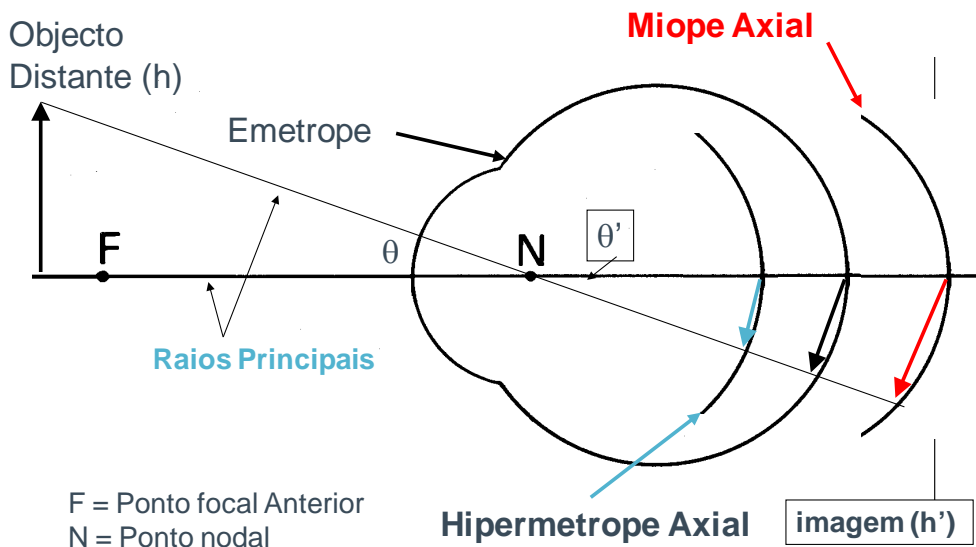 Objecto
Distante (h)
Miope Axial
Emetrope
F
θ
N
θ’
Raios Principais
F = Ponto focal Anterior
N = Ponto nodal
Hipermetrope Axial
imagem (h’)